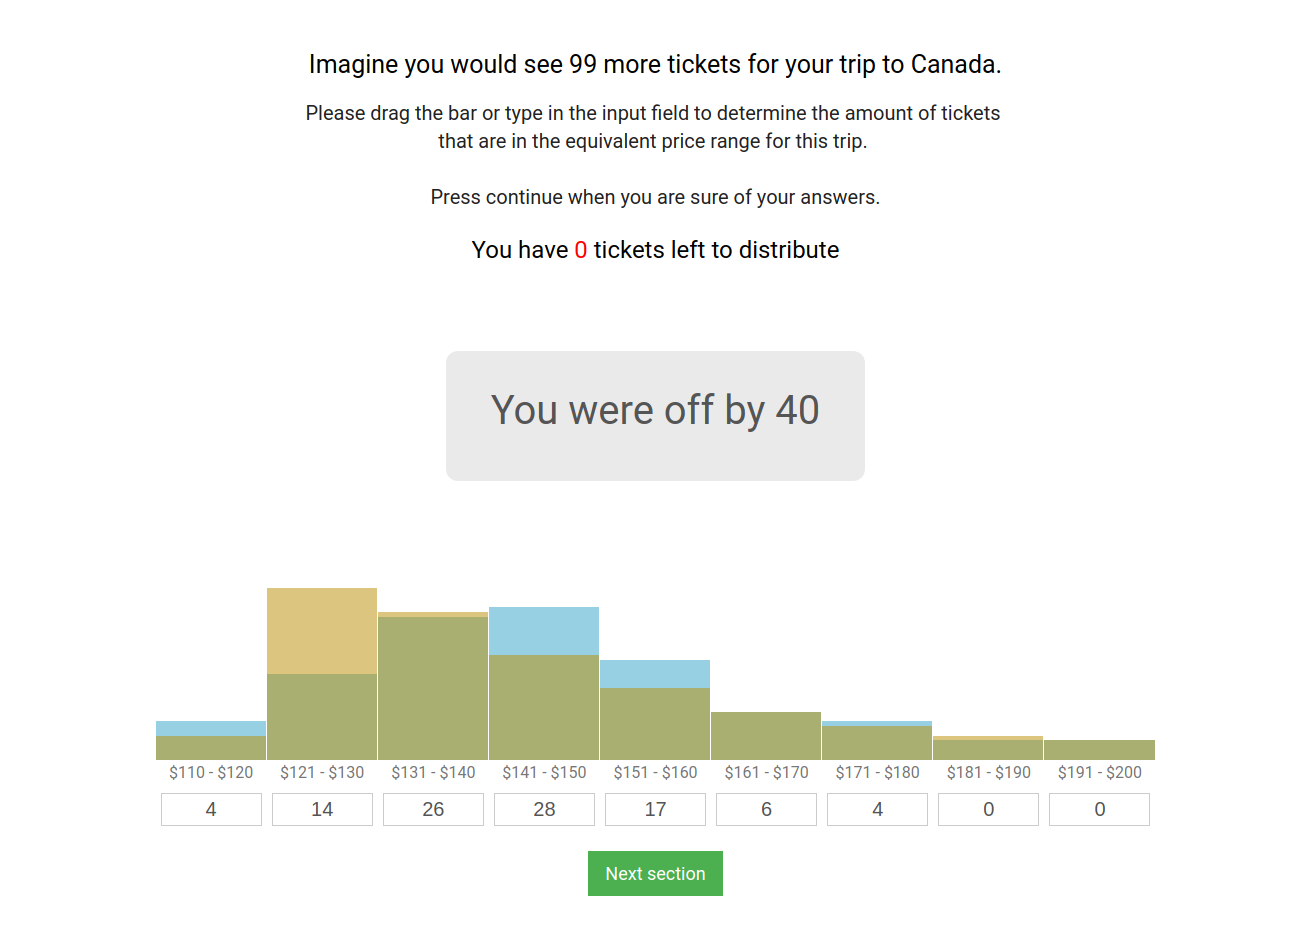 Imagine you would see 99 more tickets for your trip to Canada.
Please drag the bar or type in the input field to determine the amount of tickets
that are in the equivalent price range for this trip.
Press continue when you are sure of your answers.
You have 0 tickets left to distribute
You were off by 40
$110 - $120 $121 - $130 $131 - $140 $141 - $150 $151 - $160 $161 - $170 $171 - $180 $181 - $190 $191 - $200
4 14 26 28 17 6 4 0 0
Next section